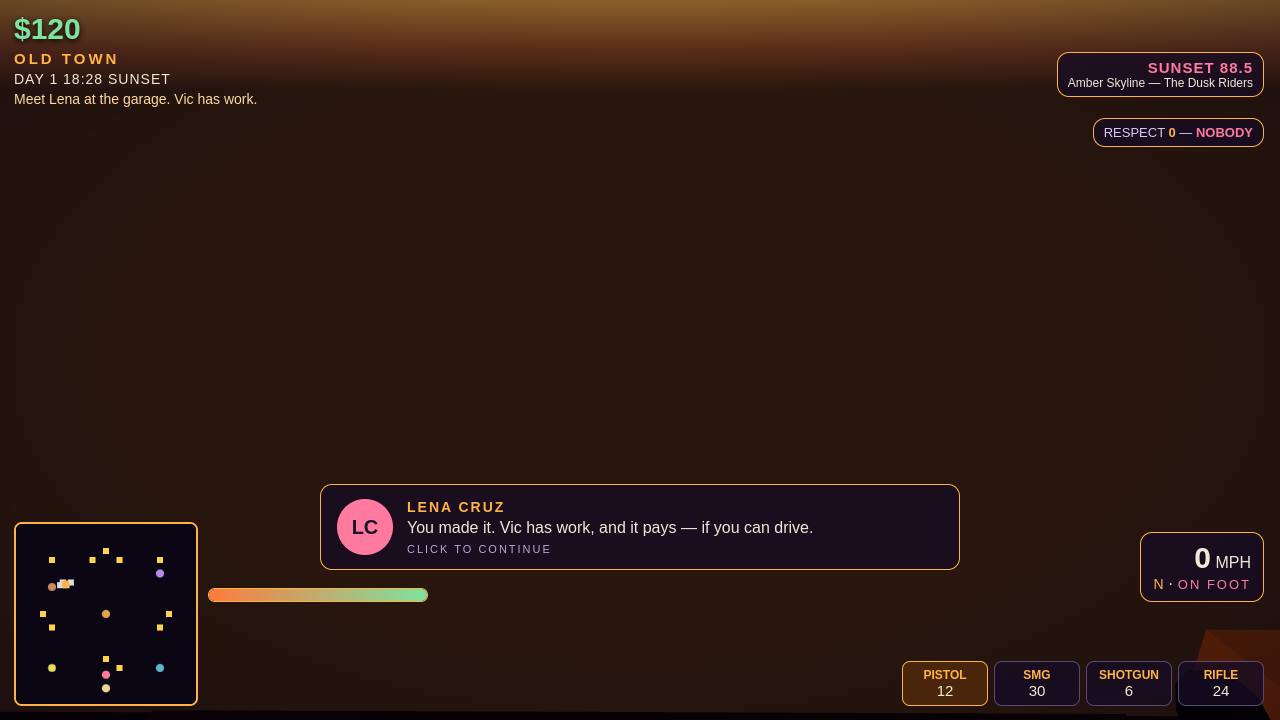 $120
OLD TOWN
DAY 1 18:28 SUNSET
Meet Lena at the garage. Vic has work.
SUNSET 88.5
Amber Skyline — The Dusk Riders
RESPECT 0 — NOBODY
LENA CRUZ
LC
You made it. Vic has work, and it pays — if you can drive.
CLICK TO CONTINUE
0 MPH
N · ON FOOT
PISTOL
12
SMG
30
SHOTGUN
6
RIFLE
24